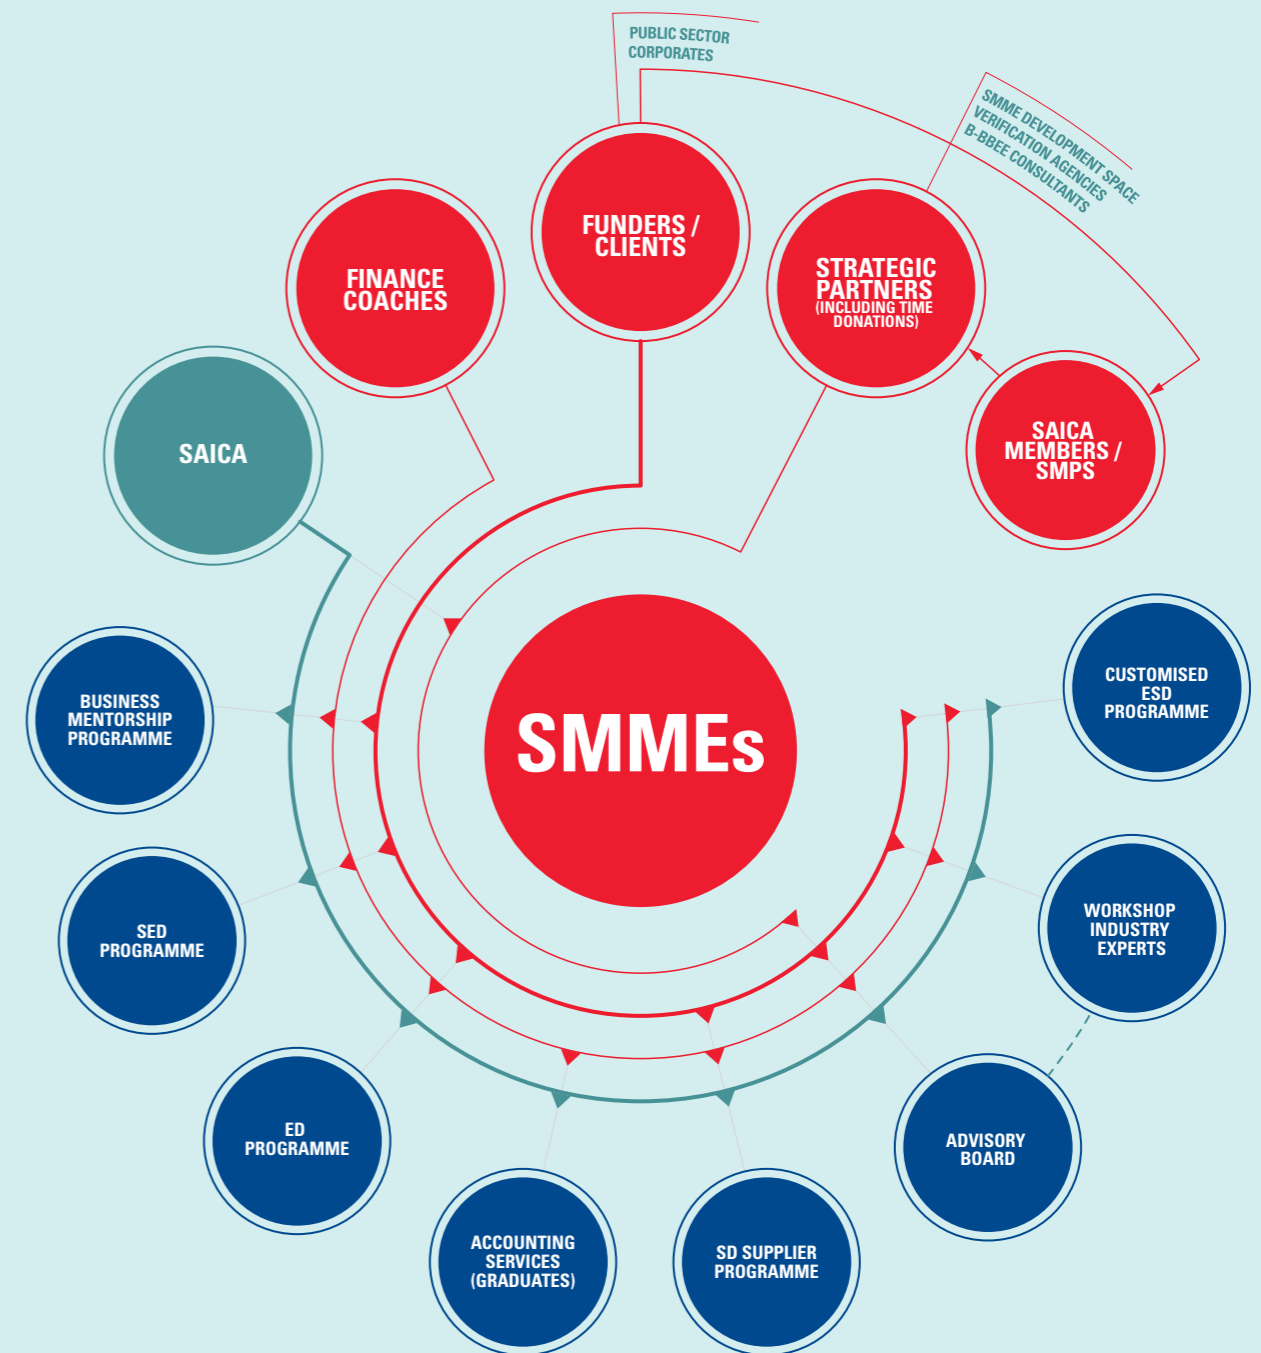 PUBLIC SECTOR
CORPORATES
SMME DEVELOPMENT SPACE
VERIFICATION AGENCIES
B-BBEE CONSULTANTS
FUNDERS /
CLIENTS
FINANCE
COACHES
STRATEGIC
PARTNERS
(INCLUDING TIME
DONATIONS)
SAICA
SAICA
MEMBERS /
SMPS
SMMEs
BUSINESS
MENTORSHIP
PROGRAMME
CUSTOMISED
ESD
PROGRAMME
SED
PROGRAMME
WORKSHOP
INDUSTRY
EXPERTS
ED
PROGRAMME
ADVISORY
BOARD
ACCOUNTING
SERVICES
(GRADUATES)
SD SUPPLIER
PROGRAMME